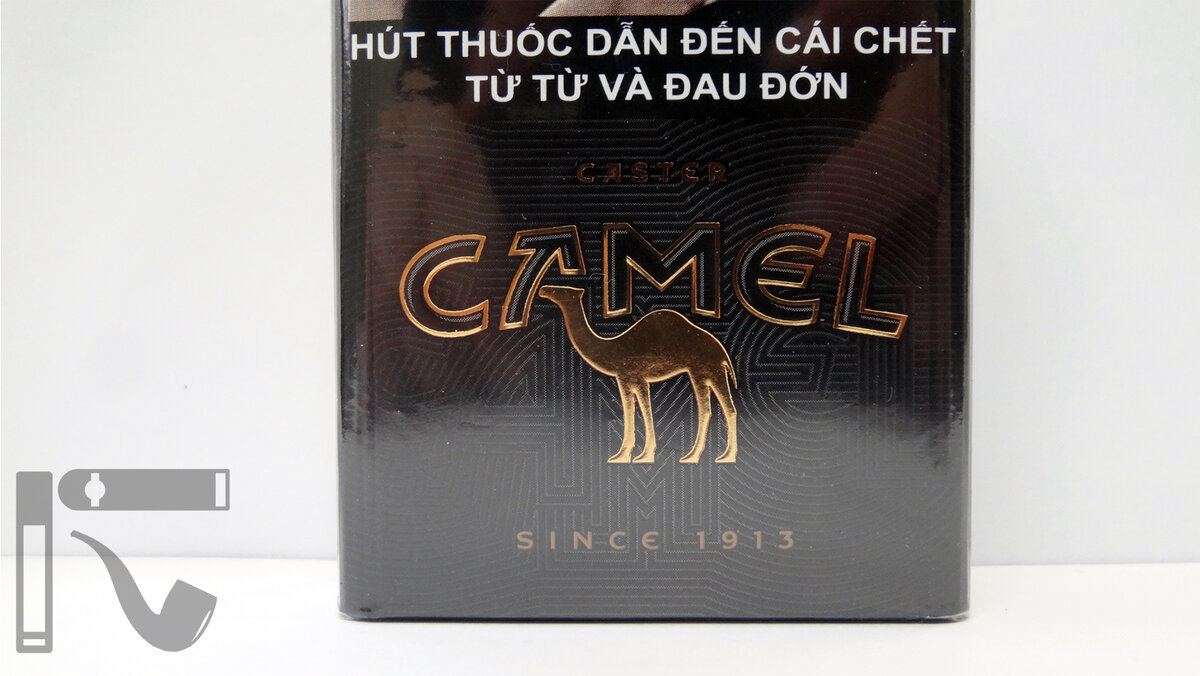 HÚT THUỐC DẪN ĐẾN CÁI CHẾT
TỪ TỪ VÀ ĐAU ĐỚN
CASTER
CAMEL
SINCE 1913